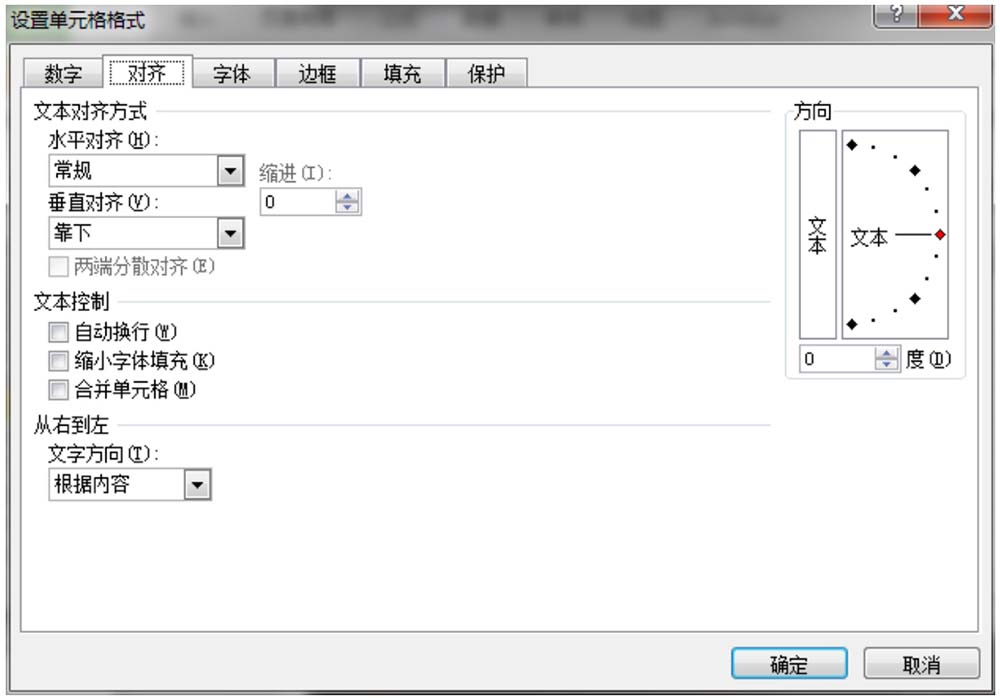 设置单元格格式
数字 对齐 字体 边框 填充 保护
文本对齐方式
水平对齐(H):
常规
缩进(I):
垂直对齐(V):
0
靠下
两端分散对齐(E)
文本控制
自动换行(W)
缩小字体填充(K)
合并单元格(M)
从右到左
文字方向(T):
根据内容
方向
文本
文本
0 度(D)
确定 取消